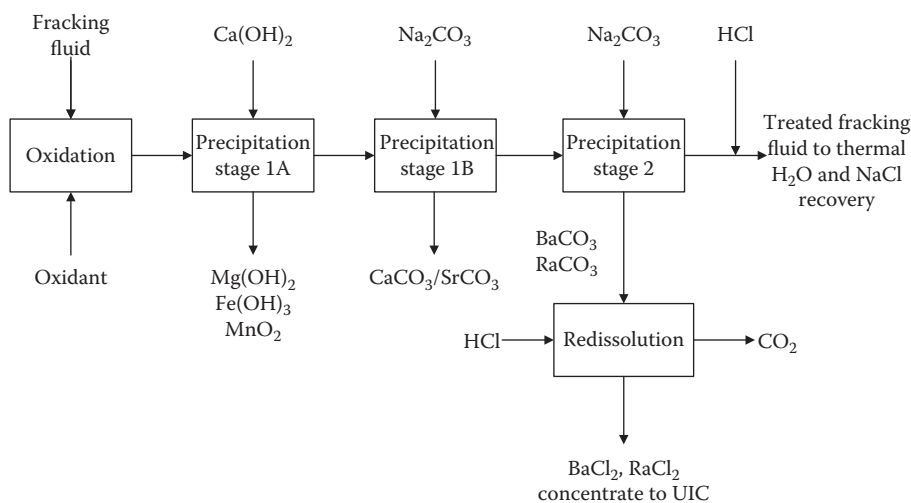 Fracking
fluid
Ca(OH)2
Na2CO3
Na2CO3
HCl
Oxidation
Precipitation
stage 1A
Precipitation
stage 1B
Precipitation
stage 2
Treated fracking
fluid to thermal
H2O and NaCl
recovery
Oxidant
Mg(OH)2
Fe(OH)3
MnO2
CaCO3/SrCO3
BaCO3
RaCO3
HCl
Redissolution
CO2
BaCl2, RaCl2
concentrate to UIC